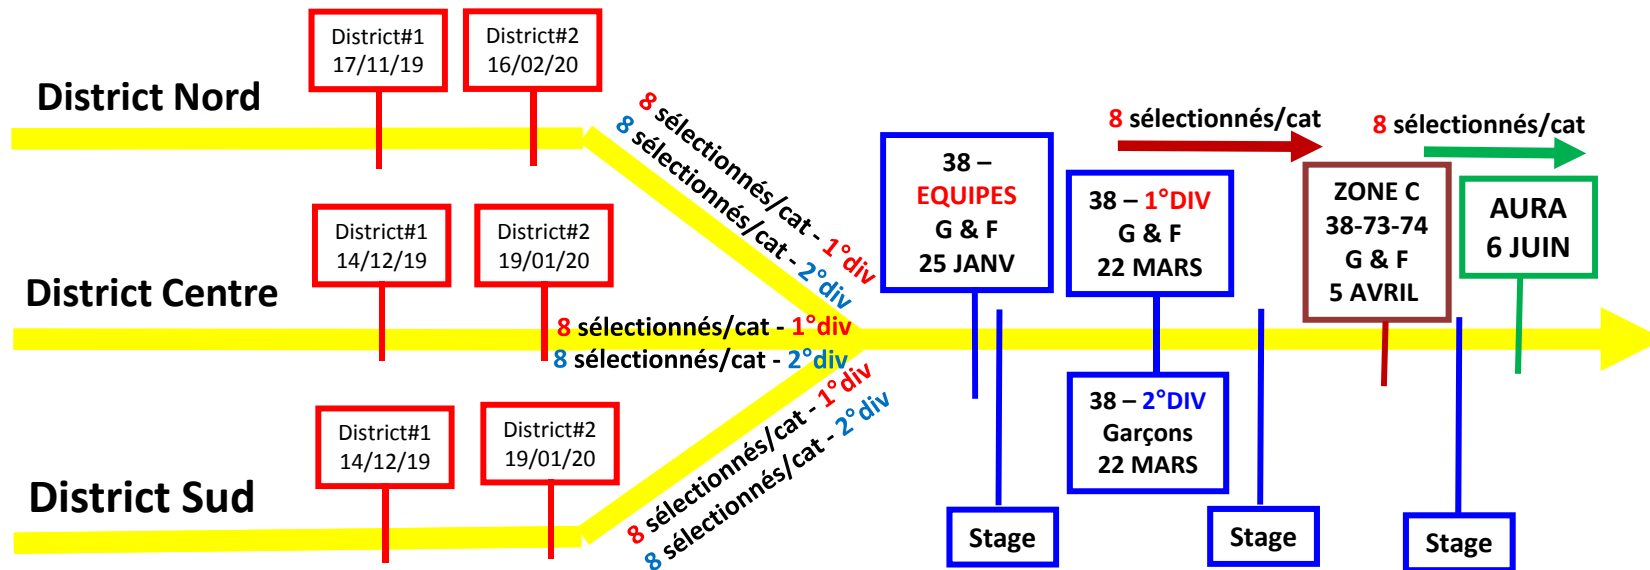 District Nord
District#1
17/11/19
District#2
16/02/20
8 sélectionnés/cat - 1°div
8 sélectionnés/cat - 2°div
District Centre
District#1
14/12/19
District#2
19/01/20
8 sélectionnés/cat - 1°div
8 sélectionnés/cat - 2°div
District Sud
District#1
14/12/19
District#2
19/01/20
8 sélectionnés/cat - 1°div
8 sélectionnés/cat - 2°div
38 –
EQUIPES
G & F
25 JANV
Stage
38 – 1°DIV
G & F
22 MARS
38 – 2°DIV
Garçons
22 MARS
Stage
8 sélectionnés/cat
ZONE C
38-73-74
G & F
5 AVRIL
Stage
8 sélectionnés/cat
AURA
6 JUIN